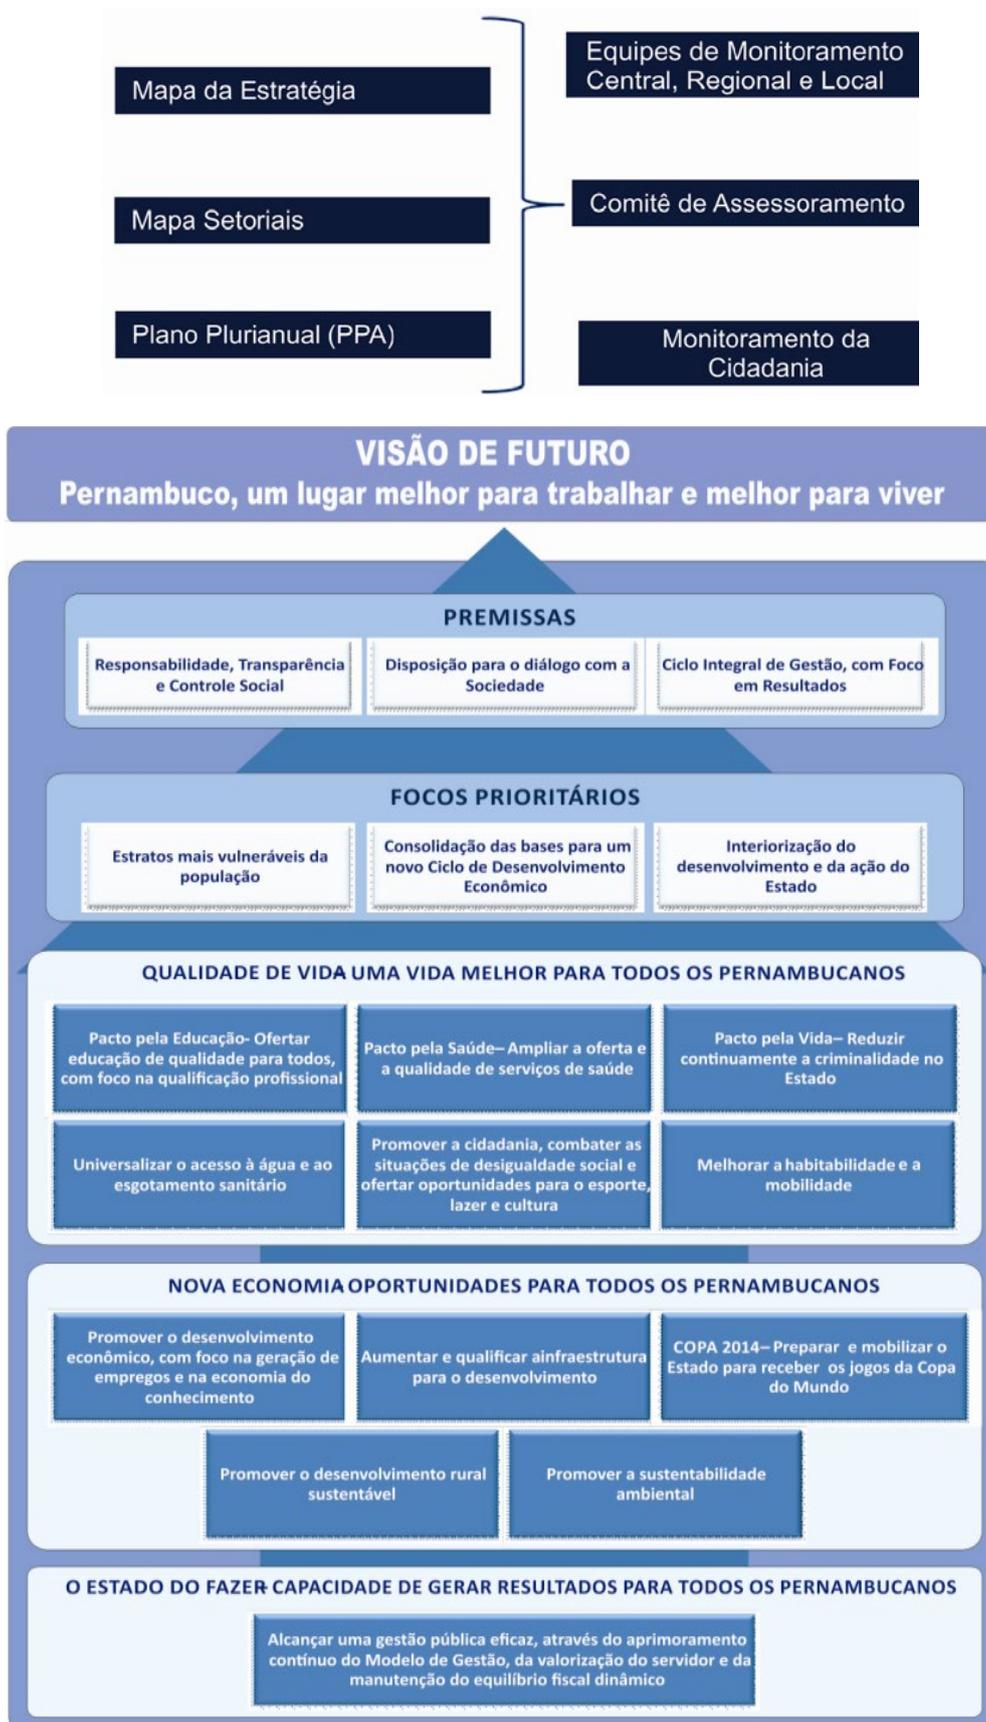 Mapa da Estratégia
Mapa Setoriais
Plano Plurianual (PPA)
Equipes de Monitoramento
Central, Regional e Local
Comitê de Assessoramento
Monitoramento da
Cidadania
VISÃO DE FUTURO
Pernambuco, um lugar melhor para trabalhar e melhor para viver
PREMISSAS
Responsabilidade, Transparência
e Controle Social
Disposição para o diálogo com a
Sociedade
Ciclo Integral de Gestão, com Foco
em Resultados
FOCOS PRIORITÁRIOS
Estratos mais vulneráveis da
população
Consolidação das bases para um
novo Ciclo de Desenvolvimento
Econômico
Interiorização do
desenvolvimento e da ação do
Estado
QUALIDADE DE VIDA- UMA VIDA MELHOR PARA TODOS OS PERNAMBUCANOS
Pacto pela Educação- Ofertar
educação de qualidade para todos,
com foco na qualificação profissional
Pacto pela Saúde– Ampliar a oferta e
a qualidade de serviços de saúde
Pacto pela Vida– Reduzir
continuamente a criminalidade no
Estado
Universalizar o acesso à água e ao
esgotamento sanitário
Promover a cidadania, combater as
situações de desigualdade social e
ofertar oportunidades para o esporte,
lazer e cultura
Melhorar a habitabilidade e a
mobilidade
NOVA ECONOMIA- OPORTUNIDADES PARA TODOS OS PERNAMBUCANOS
Promover o desenvolvimento
econômico, com foco na geração de
empregos e na economia do
conhecimento
Aumentar e qualificar ainfraestrutura
para o desenvolvimento
COPA 2014– Preparar e mobilizar o
Estado para receber os jogos da Copa
do Mundo
Promover o desenvolvimento rural
sustentável
Promover a sustentabilidade
ambiental
O ESTADO DO FAZER- CAPACIDADE DE GERAR RESULTADOS PARA TODOS OS PERNAMBUCANOS
Alcançar uma gestão pública eficaz, através do aprimoramento
contínuo do Modelo de Gestão, da valorização do servidor e da
manutenção do equilíbrio fiscal dinâmico